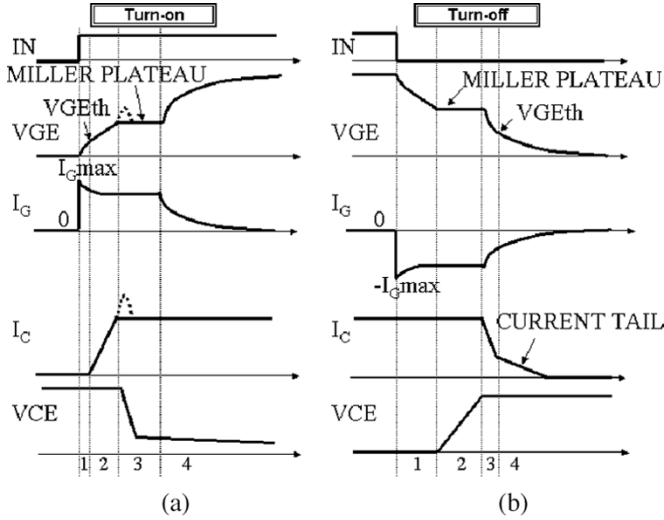 Turn-on
IN
MILLER PLATEAU
VGEth
VGE
IGmax
IG
0
IC
VCE
1 2 3 4
(a)
Turn-off
IN
MILLER PLATEAU
VGEth
VGE
0
IG
-IGmax
IC
CURRENT TAIL
VCE
1 2 3 4
(b)